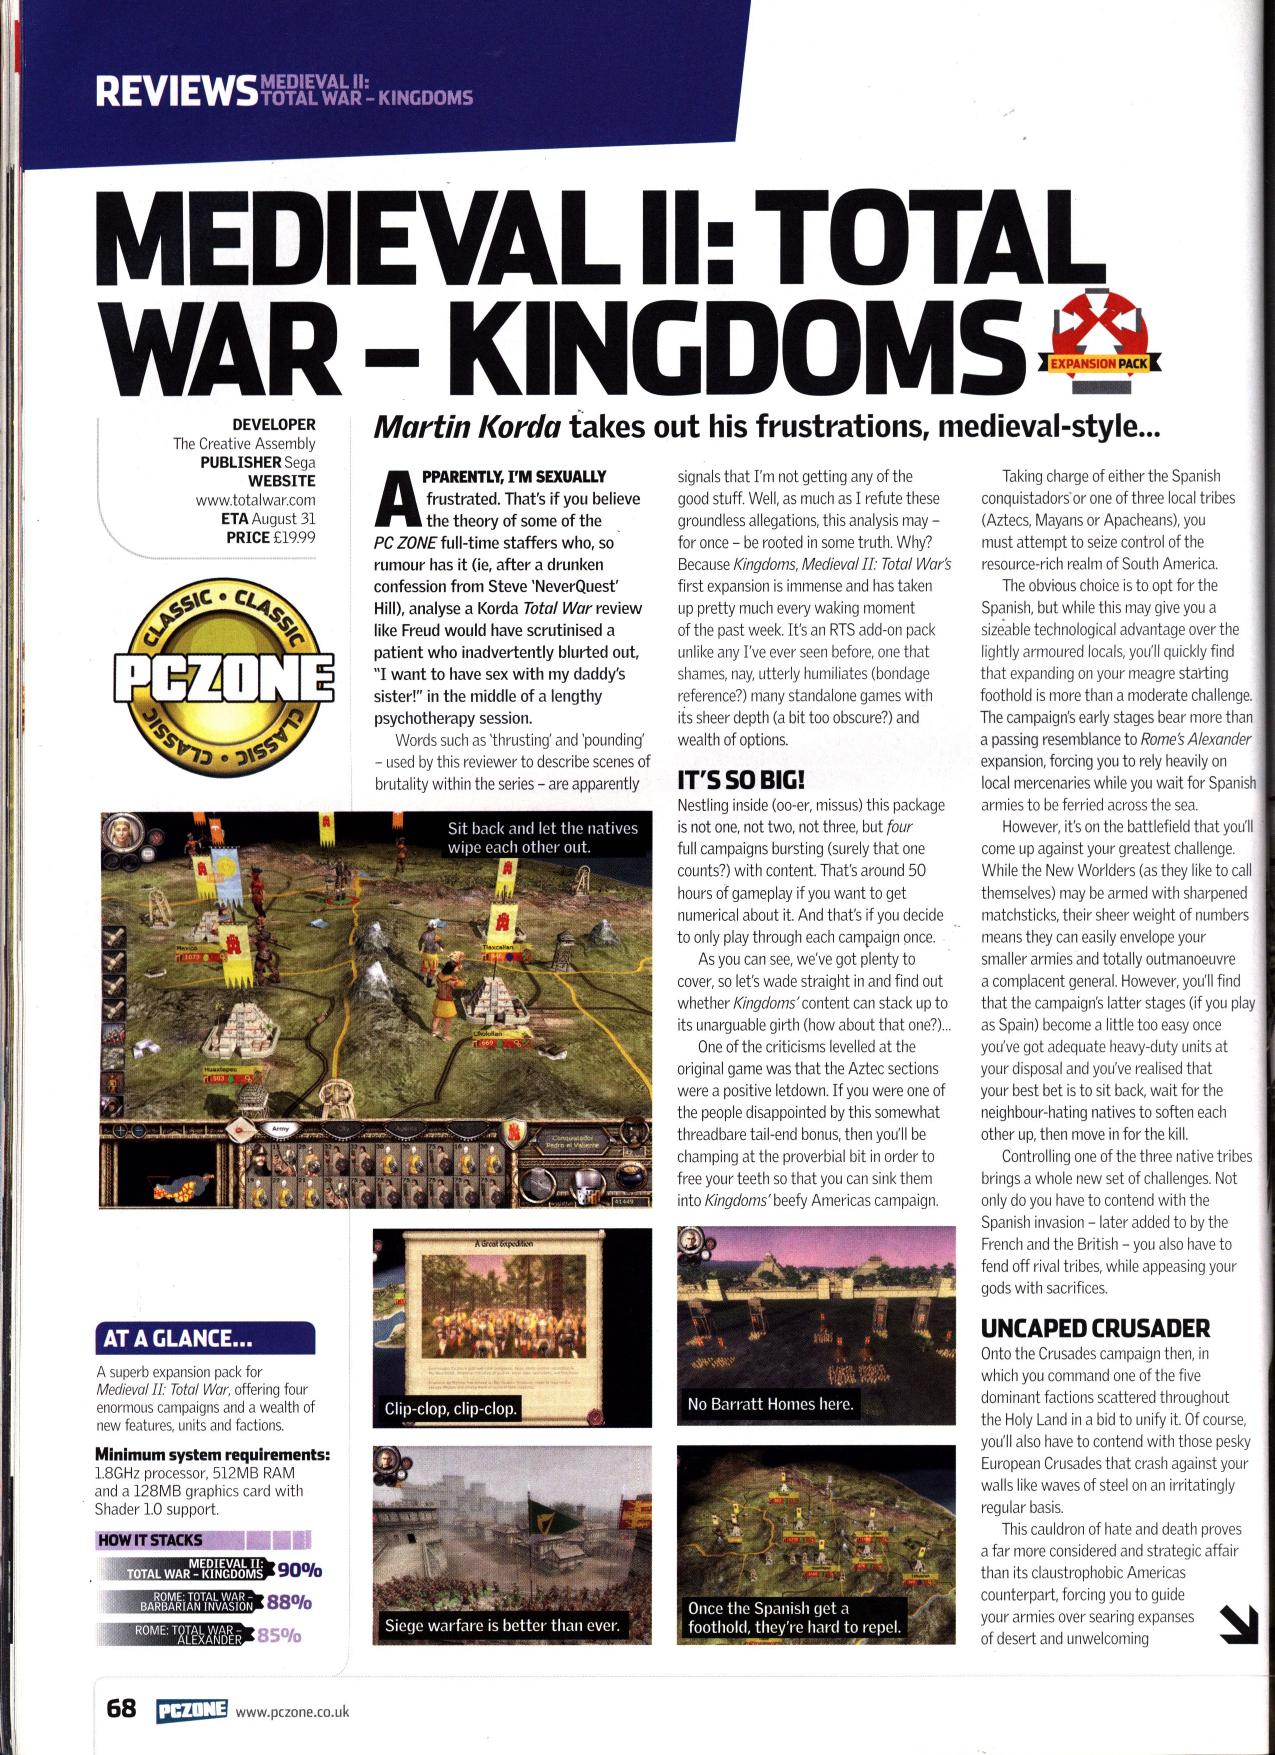 REVIEWS MEDIEVAL II:
TOTAL WAR – KINGDOMS
MEDIEVAL II: TOTAL
WAR – KINGDOMS
EXPANSION PACK
DEVELOPER
The Creative Assembly
PUBLISHER Sega
WEBSITE
www.totalwar.com
ETA August 31
PRICE £19.99
CLASSIC • CLASSIC
PCZONE
CLASSIC • CLASSIC
Martin Korda takes out his frustrations, medieval-style...
APPARENTLY, I'M SEXUALLY
frustrated. That's if you believe
the theory of some of the
PC ZONE full-time staffers who, so
rumour has it (ie, after a drunken
confession from Steve 'NeverQuest'
Hill), analyse a Korda Total War review
like Freud would have scrutinised a
patient who inadvertently blurted out,
"I want to have sex with my daddy's
sister!" in the middle of a lengthy
psychotherapy session.
Words such as 'thrusting' and 'pounding'
– used by this reviewer to describe scenes of
brutality within the series – are apparently
signals that I'm not getting any of the
good stuff. Well, as much as I refute these
groundless allegations, this analysis may –
for once – be rooted in some truth. Why?
Because Kingdoms, Medieval II: Total War's
first expansion is immense and has taken
up pretty much every waking moment
of the past week. It's an RTS add-on pack
unlike any I've ever seen before, one that
shames, nay, utterly humiliates (bondage
reference?) many standalone games with
its sheer depth (a bit too obscure?) and
wealth of options.
IT'S SO BIG!
Nestling inside (oo-er, missus) this package
is not one, not two, not three, but four
full campaigns bursting (surely that one
counts?) with content. That's around 50
hours of gameplay if you want to get
numerical about it. And that's if you decide
to only play through each campaign once.
As you can see, we've got plenty to
cover, so let's wade straight in and find out
whether Kingdoms' content can stack up to
its unarguable girth (how about that one?)...
One of the criticisms levelled at the
original game was that the Aztec sections
were a positive letdown. If you were one of
the people disappointed by this somewhat
threadbare tail-end bonus, then you'll be
champing at the proverbial bit in order to
free your teeth so that you can sink them
into Kingdoms' beefy Americas campaign.
Taking charge of either the Spanish
conquistadors or one of three local tribes
(Aztecs, Mayans or Apacheans), you
must attempt to seize control of the
resource-rich realm of South America.
The obvious choice is to opt for the
Spanish, but while this may give you a
sizeable technological advantage over the
lightly armoured locals, you'll quickly find
that expanding on your meagre starting
foothold is more than a moderate challenge.
The campaign's early stages bear more than
a passing resemblance to Rome's Alexander
expansion, forcing you to rely heavily on
local mercenaries while you wait for Spanish
armies to be ferried across the sea.
However, it's on the battlefield that you'll
come up against your greatest challenge.
While the New Worlders (as they like to call
themselves) may be armed with sharpened
matchsticks, their sheer weight of numbers
means they can easily envelope your
smaller armies and totally outmanoeuvre
a complacent general. However, you'll find
that the campaign's latter stages (if you play
as Spain) become a little too easy once
you've got adequate heavy-duty units at
your disposal and you've realised that
your best bet is to sit back, wait for the
neighbour-hating natives to soften each
other up, then move in for the kill.
Controlling one of the three native tribes
brings a whole new set of challenges. Not
only do you have to contend with the
Spanish invasion – later added to by the
French and the British – you also have to
fend off rival tribes, while appeasing your
gods with sacrifices.
UNCAPED CRUSADER
Onto the Crusades campaign then, in
which you command one of the five
dominant factions scattered throughout
the Holy Land in a bid to unify it. Of course,
you'll also have to contend with those pesky
European Crusades that crash against your
walls like waves of steel on an irritatingly
regular basis.
This cauldron of hate and death proves
a far more considered and strategic affair
than its claustrophobic Americas
counterpart, forcing you to guide
your armies over searing expanses
of desert and unwelcoming
Sit back and let the natives
wipe each other out.
Mexico
1073
Tlaxcallan
Cholollan
669
Huaxtepec
503
Army
Conquistador
Pedro el Valiente
41449
A Great Expedition
Clip-clop, clip-clop.
No Barratt Homes here.
Siege warfare is better than ever.
Once the Spanish get a
foothold, they're hard to repel.
AT A GLANCE...
A superb expansion pack for
Medieval II: Total War, offering four
enormous campaigns and a wealth of
new features, units and factions.
Minimum system requirements:
1.8GHz processor, 512MB RAM
and a 128MB graphics card with
Shader 1.0 support.
HOW IT STACKS
MEDIEVAL II:
TOTAL WAR – KINGDOMS 90%
ROME: TOTAL WAR –
BARBARIAN INVASION 88%
ROME: TOTAL WAR –
ALEXANDER 85%
68 PCZONE www.pczone.co.uk